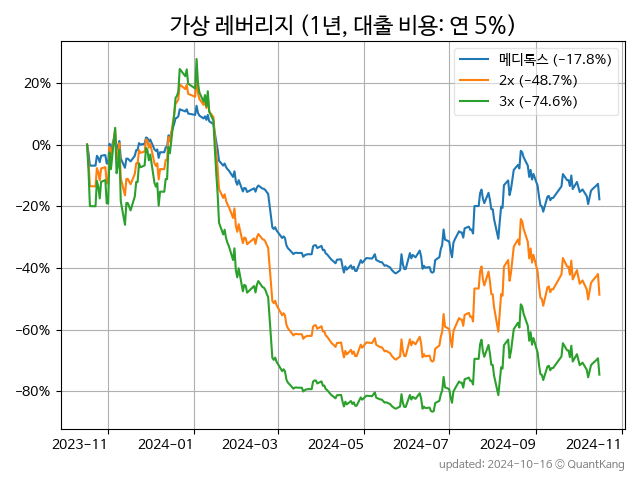 가상 레버리지 (1년, 대출 비용: 연 5%)
메디톡스 (-17.8%)
2x (-48.7%)
3x (-74.6%)
20%
0%
-20%
-40%
-60%
-80%
2023-11 2024-01 2024-03 2024-05 2024-07 2024-09 2024-11
updated: 2024-10-16 © QuantKang